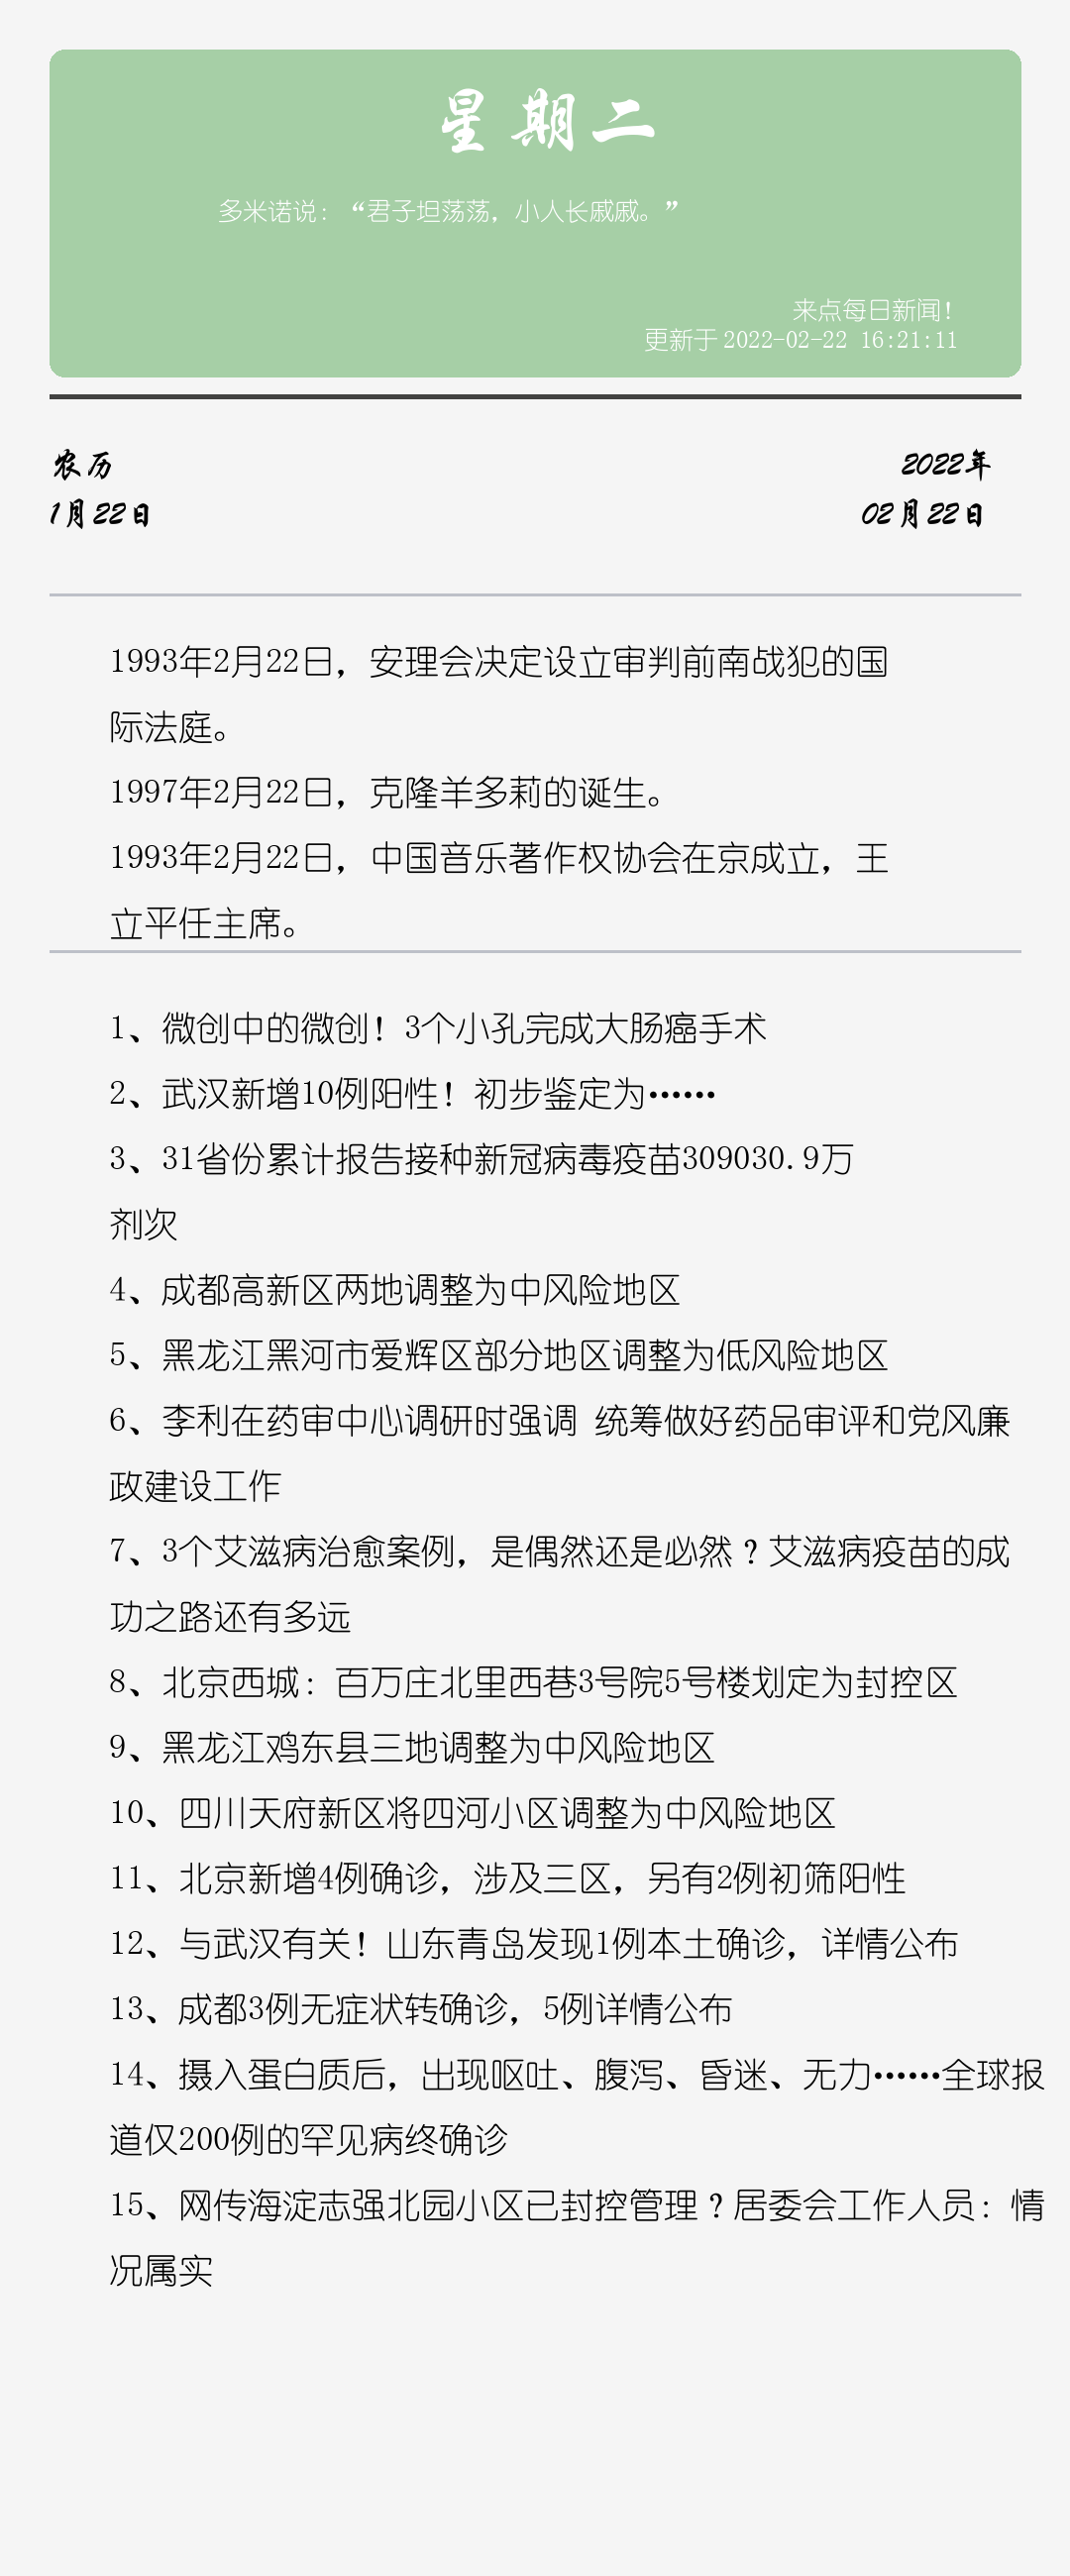 星期二
多米诺说：“君子坦荡荡，小人长戚戚。”
来点每日新闻！
更新于 2022-02-22 16:21:11
农历
2022年
1月22日
02月22日
1993年2月22日，安理会决定设立审判前南战犯的国
际法庭。
1997年2月22日，克隆羊多莉的诞生。
1993年2月22日，中国音乐著作权协会在京成立，王
立平任主席。
1、微创中的微创！3个小孔完成大肠癌手术
2、武汉新增10例阳性！初步鉴定为……
3、31省份累计报告接种新冠病毒疫苗309030.9万
剂次
4、成都高新区两地调整为中风险地区
5、黑龙江黑河市爱辉区部分地区调整为低风险地区
6、李利在药审中心调研时强调 统筹做好药品审评和党风廉
政建设工作
7、3个艾滋病治愈案例，是偶然还是必然？艾滋病疫苗的成
功之路还有多远
8、北京西城：百万庄北里西巷3号院5号楼划定为封控区
9、黑龙江鸡东县三地调整为中风险地区
10、四川天府新区将四河小区调整为中风险地区
11、北京新增4例确诊，涉及三区，另有2例初筛阳性
12、与武汉有关！山东青岛发现1例本土确诊，详情公布
13、成都3例无症状转确诊，5例详情公布
14、摄入蛋白质后，出现呕吐、腹泻、昏迷、无力……全球报
道仅200例的罕见病终确诊
15、网传海淀志强北园小区已封控管理？居委会工作人员：情
况属实